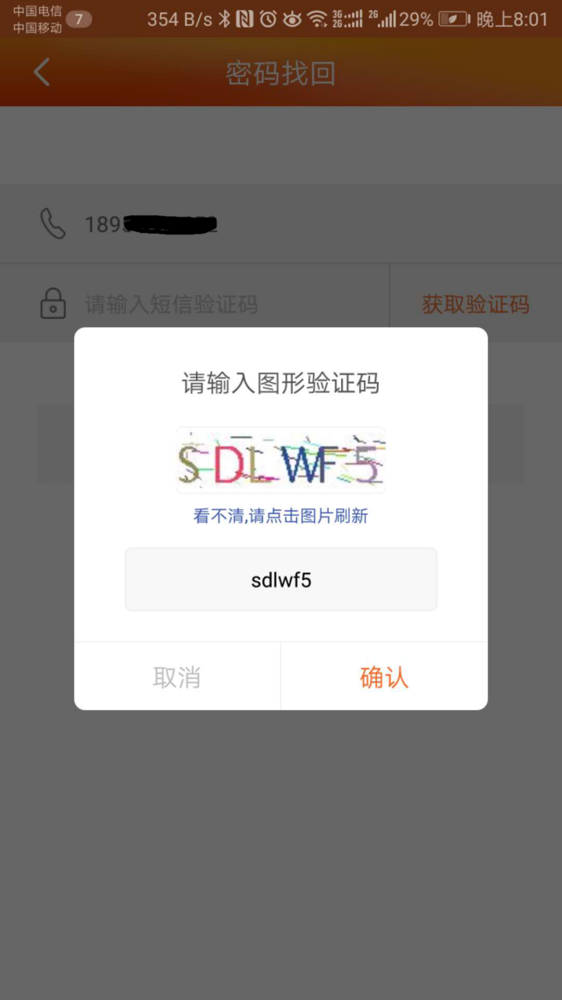 中国电信
中国移动
7
354 B/s 3G 2G 2G 29% 晚上8:01
密码找回
189
请输入短信验证码
获取验证码
请输入图形验证码
SDLWF5
看不清,请点击图片刷新
sdlwf5
取消
确认